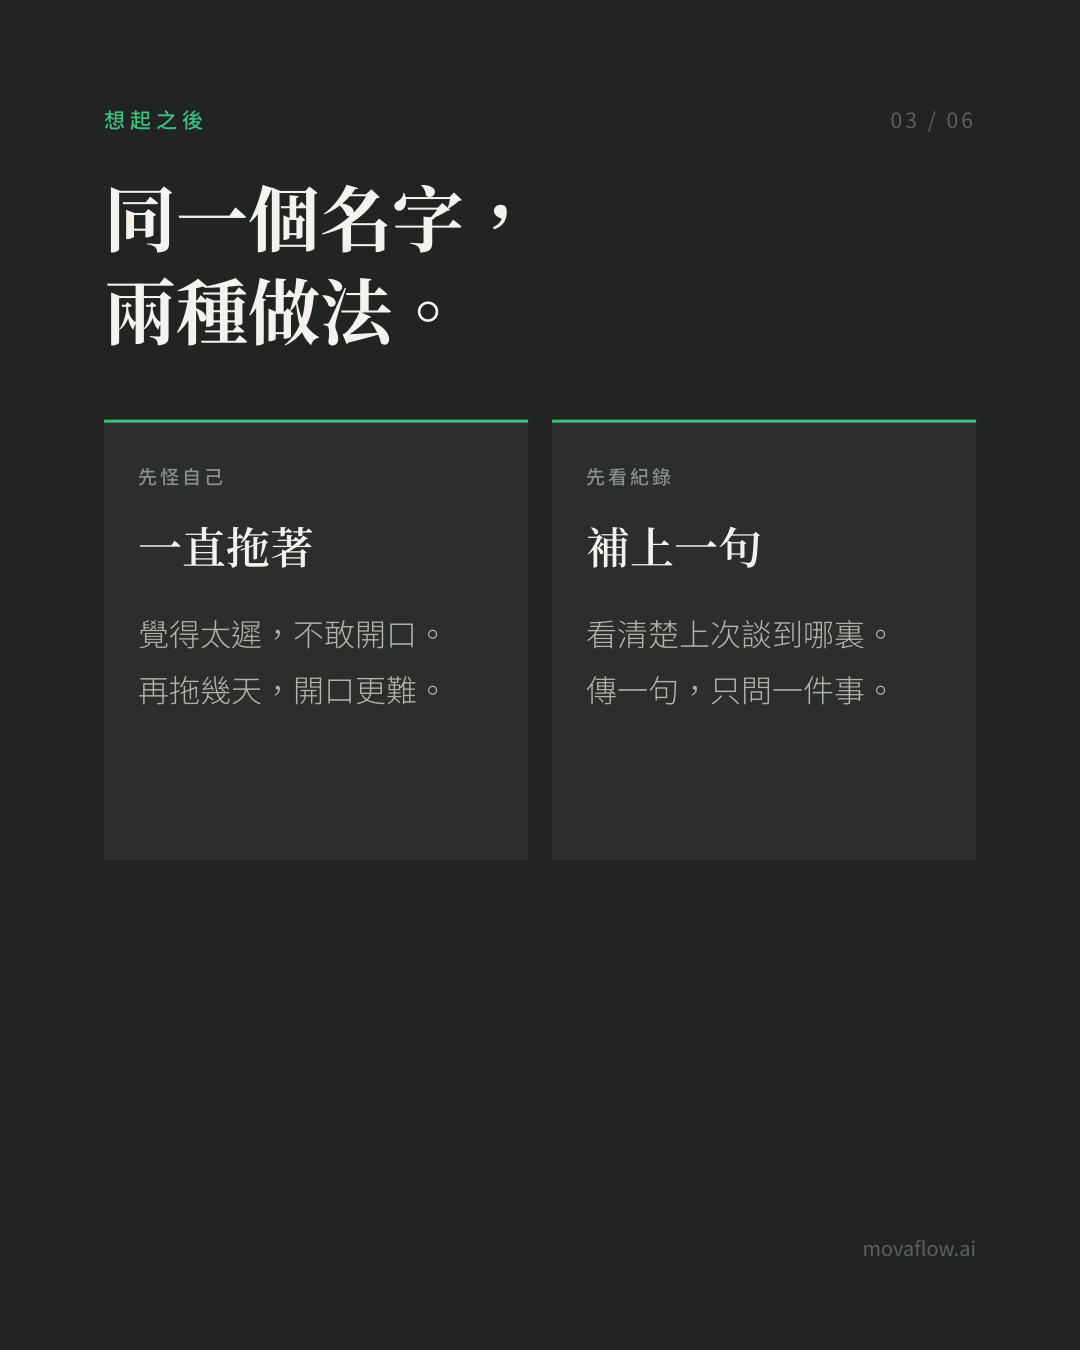 想起之後
03 / 06
同一個名字，
兩種做法。
先怪自己
一直拖著
覺得太遲，不敢開口。
再拖幾天，開口更難。
先看紀錄
補上一句
看清楚上次談到哪裏。
傳一句，只問一件事。
movaflow.ai